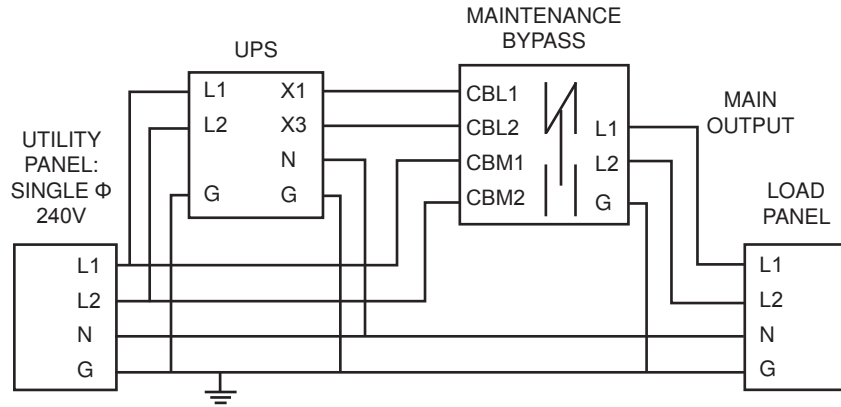 MAINTENANCE
BYPASS
UPS
L1
X1
L2
X3
N
G
G
CBL1
CBL2
CBM1
CBM2
L1
L2
G
MAIN
OUTPUT
UTILITY
PANEL:
SINGLE Φ
240V
L1
L2
N
G
LOAD
PANEL
L1
L2
N
G